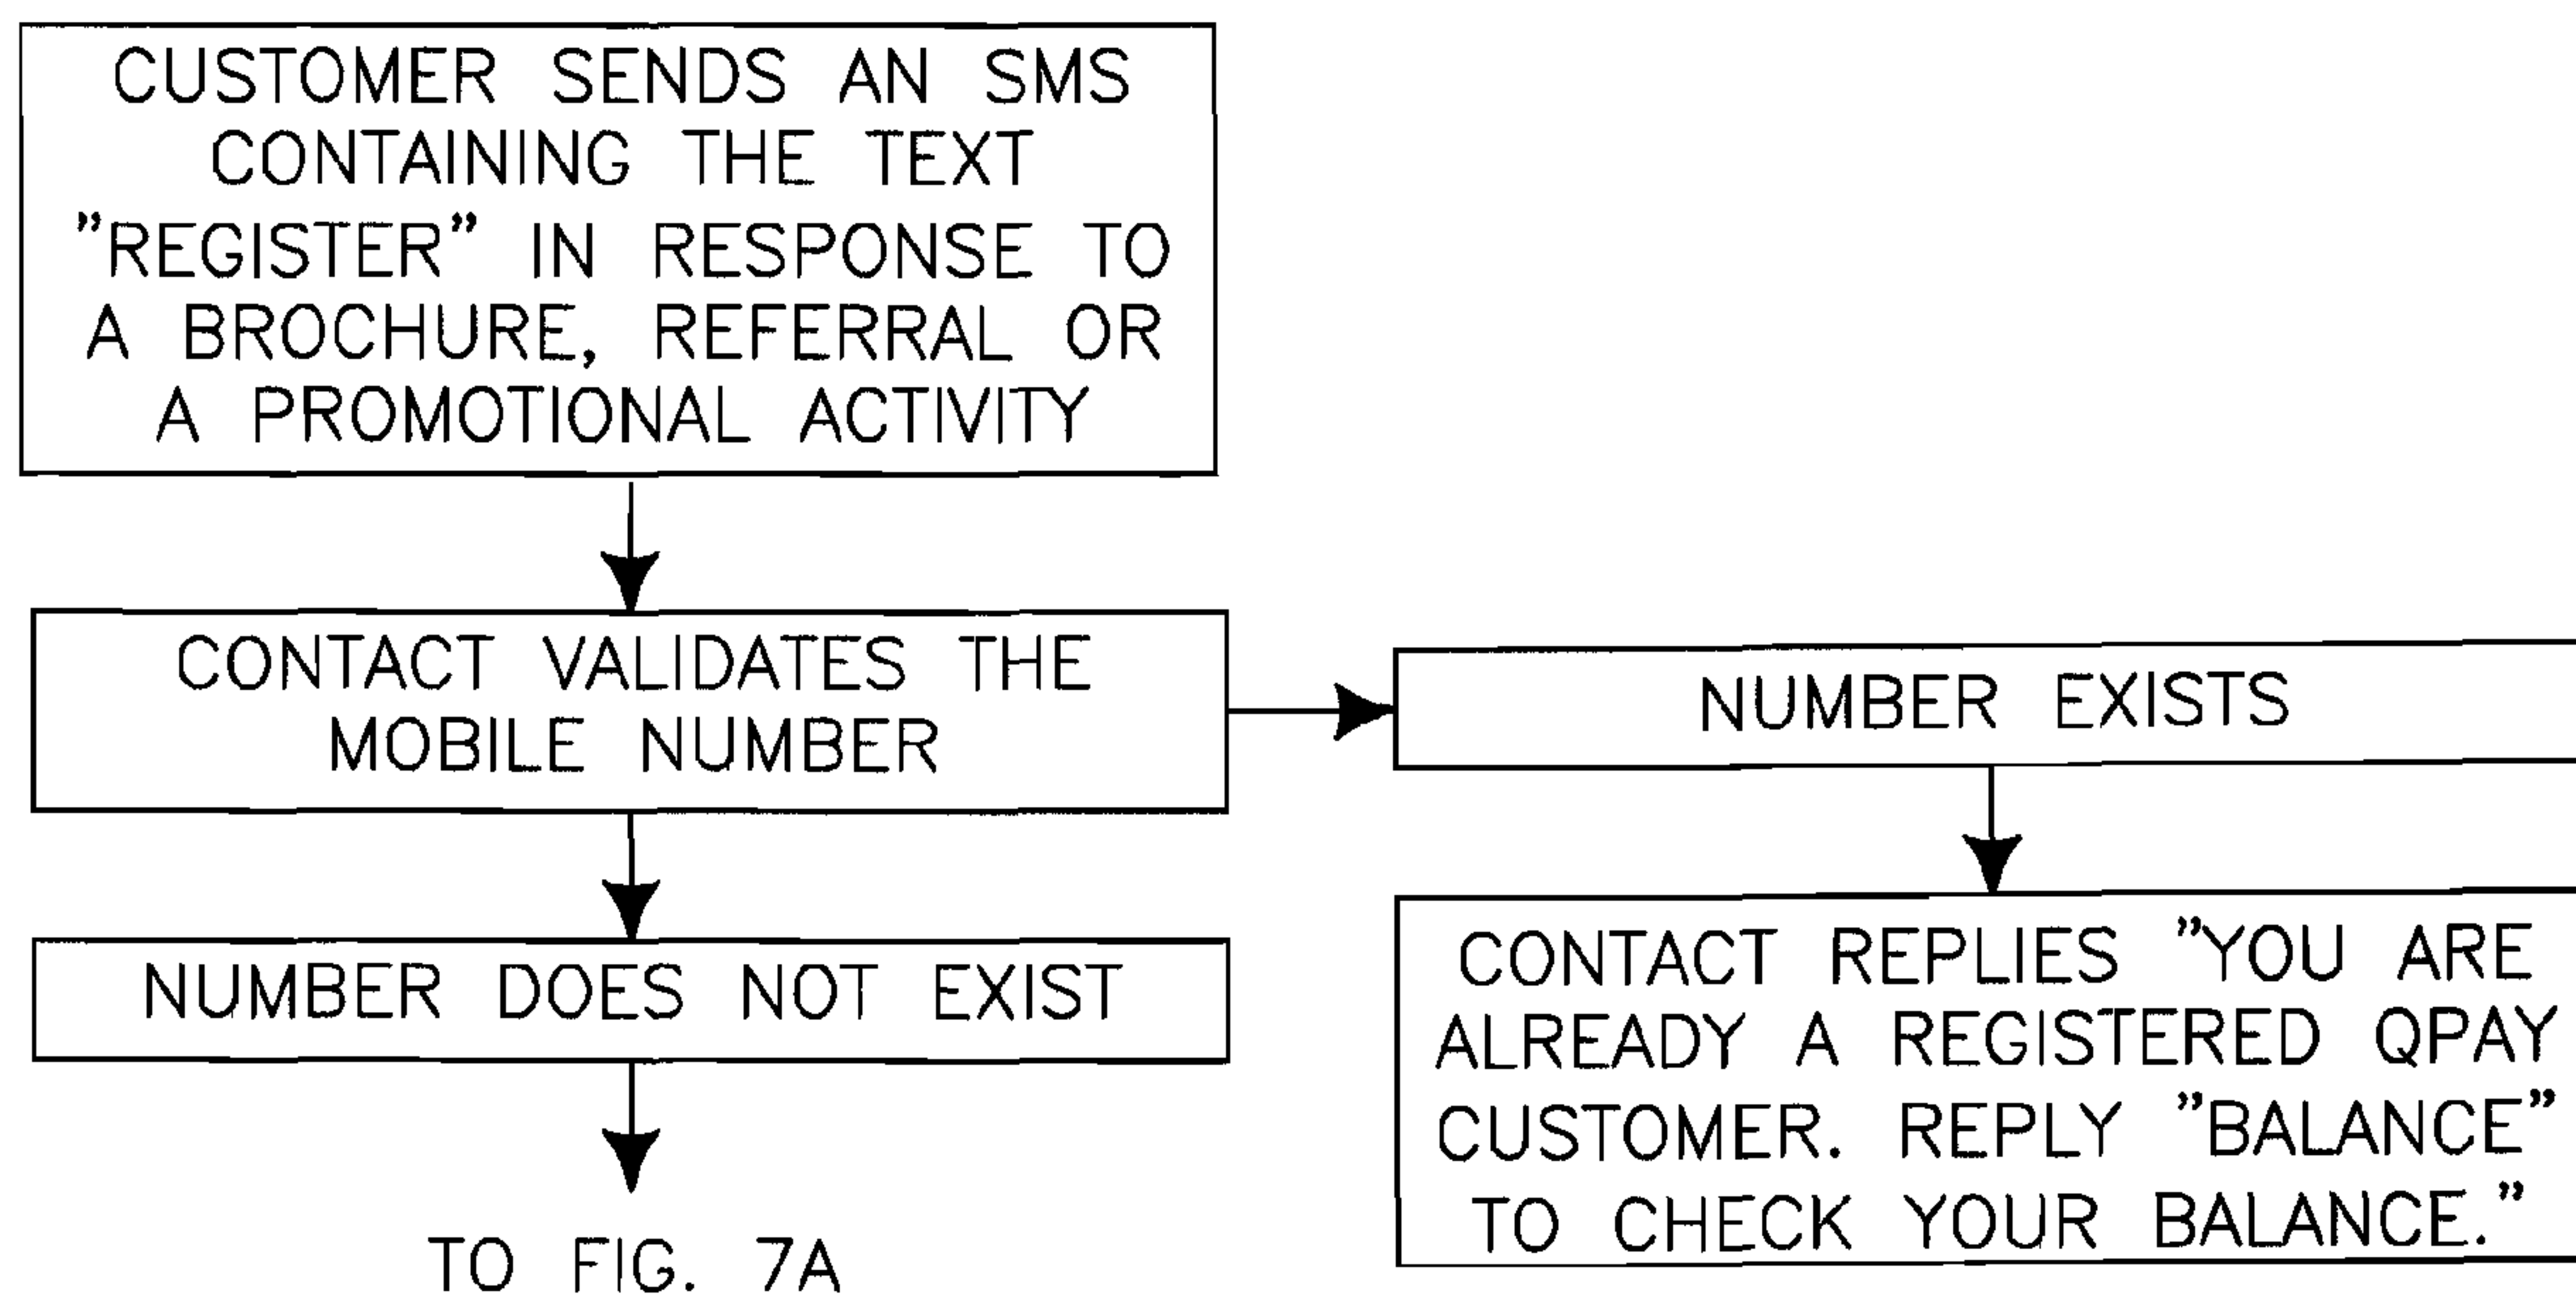 CUSTOMER SENDS AN SMS
CONTAINING THE TEXT
"REGISTER" IN RESPONSE TO
A BROCHURE, REFERRAL OR
A PROMOTIONAL ACTIVITY
CONTACT VALIDATES THE
MOBILE NUMBER
NUMBER EXISTS
NUMBER DOES NOT EXIST
CONTACT REPLIES "YOU ARE
ALREADY A REGISTERED QPAY
CUSTOMER. REPLY "BALANCE"
TO CHECK YOUR BALANCE."
TO FIG. 7A